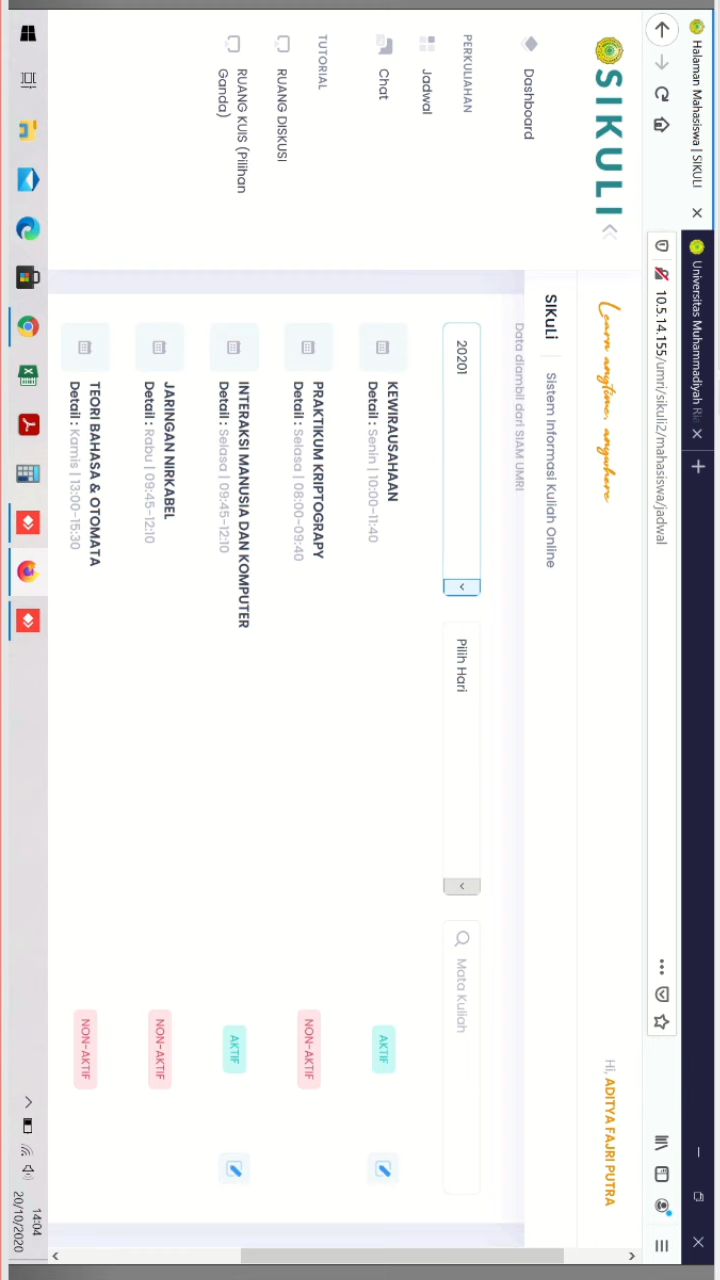 Halaman Mahasiswa | SIKULI
Universitas Muhammadiyah Ria
10.5.14.155/umri/sikuli2/mahasiswa/jadwal
SIKULI
Learn anytime, anywhere
Hi, ADITYA FAJRI PUTRA
Dashboard
PERKULIAHAN
Jadwal
Chat
TUTORIAL
RUANG DISKUSI
RUANG KUIS (Pilihan
Ganda)
SIKuLi
Sistem Informasi Kuliah Online
Data diambil dari SIAM UMRI
20201
Pilih Hari
Mata Kuliah
KEWIRAUSAHAAN
Detail : Senin | 10:00-11:40
AKTIF
PRAKTIKUM KRIPTOGRAPY
Detail : Selasa | 08:00-09:40
NON-AKTIF
INTERAKSI MANUSIA DAN KOMPUTER
Detail : Selasa | 09:45-12:10
AKTIF
JARINGAN NIRKABEL
Detail : Rabu | 09:45-12:10
NON-AKTIF
TEORI BAHASA & OTOMATA
Detail : Kamis | 13:00-15:30
NON-AKTIF
14:04
20/10/2020